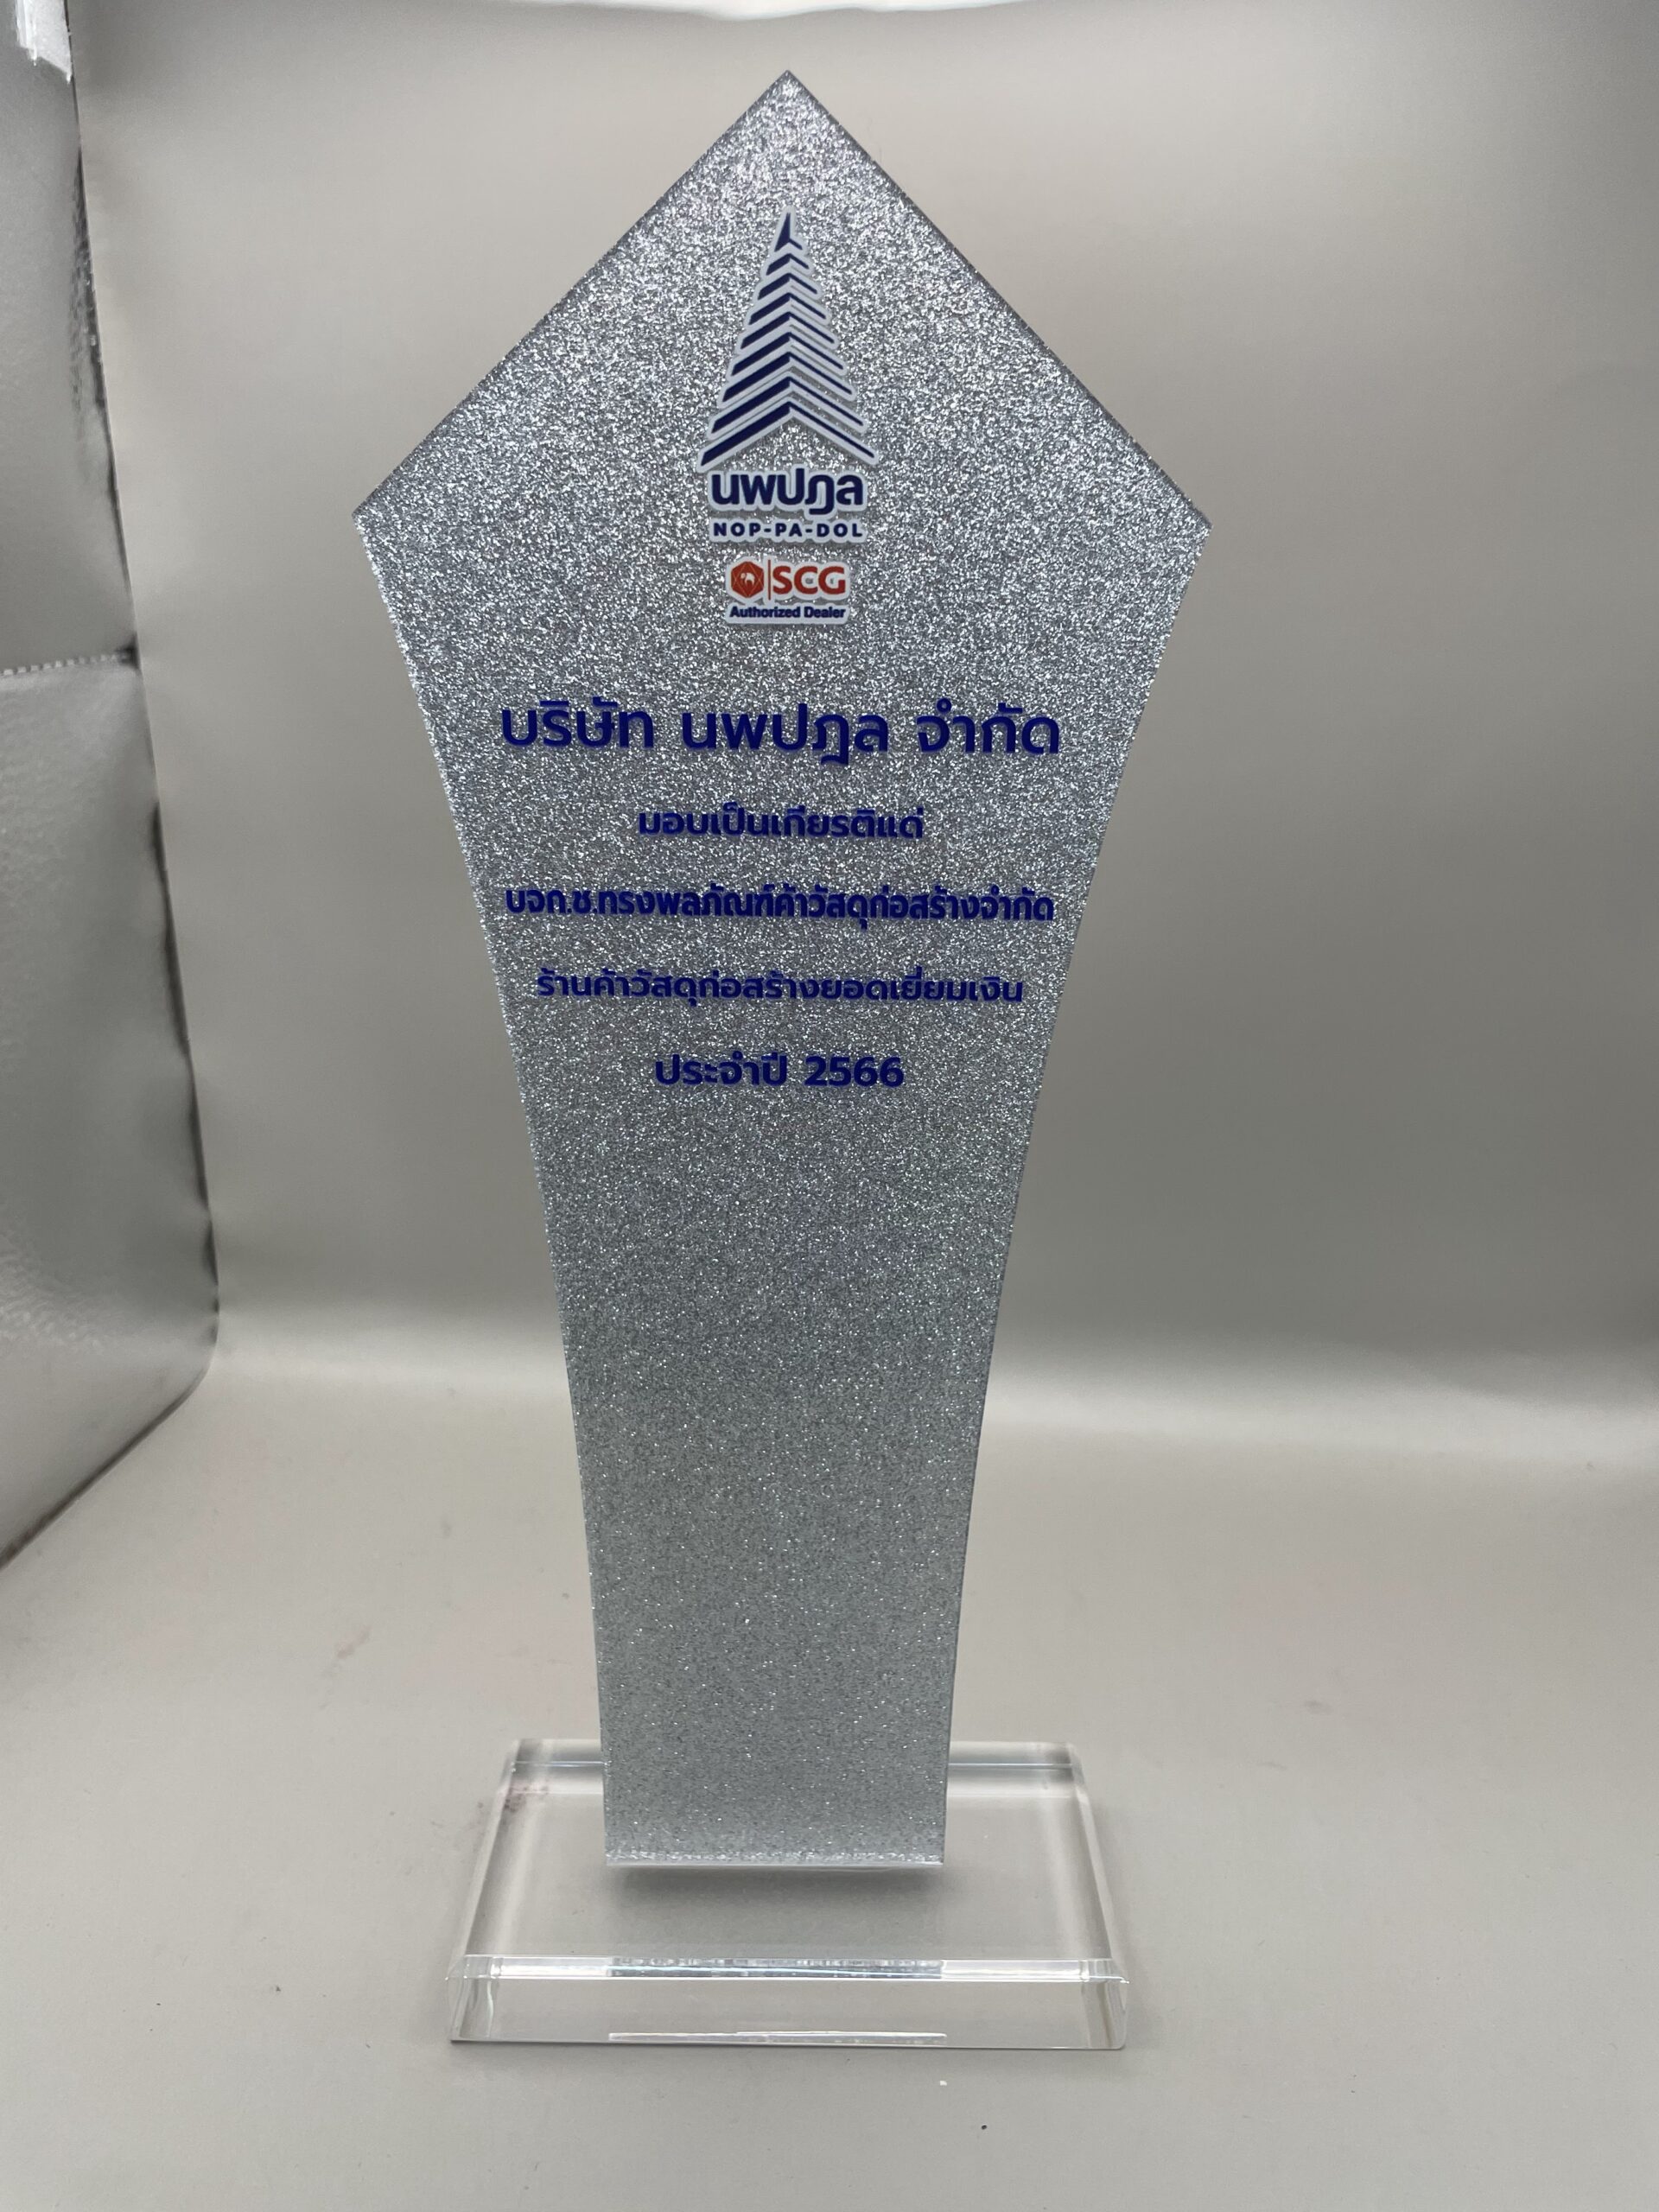 นพปฎล
NOP-PA-DOL
SCG
Authorized Dealer
บริษัท นพปฎล จำกัด
มอบเป็นเกียรติแด่
บจก.ช.ทรงพลภัณฑ์ค้าวัสดุก่อสร้างจำกัด
ร้านค้าวัสดุก่อสร้างยอดเยี่ยมเงิน
ประจำปี 2566